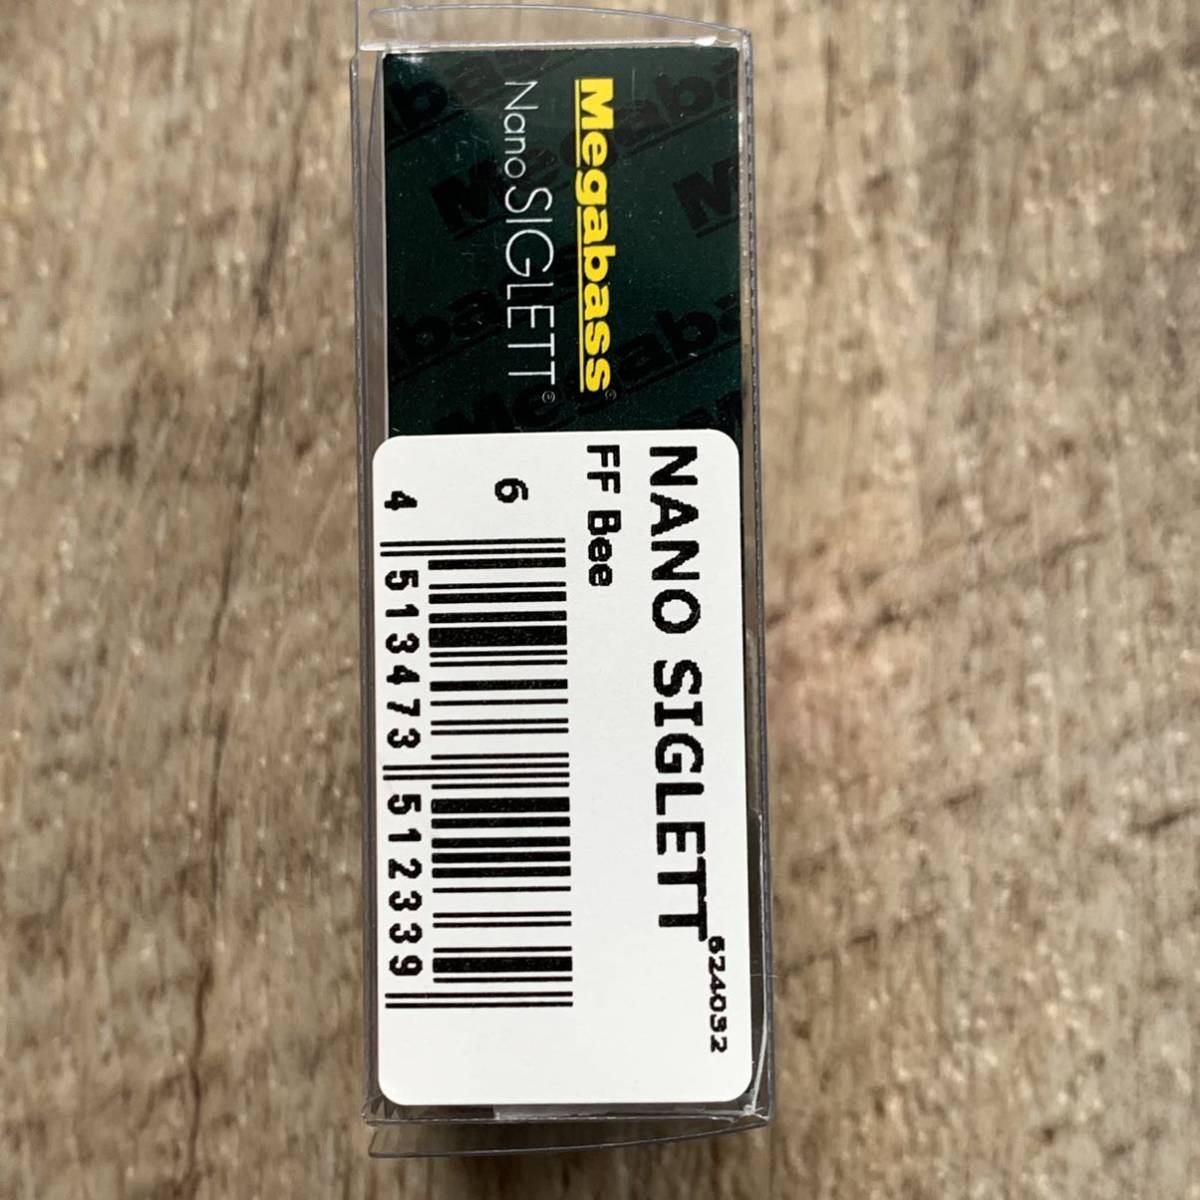 Megabass®
Nano SIGLETT®
NANO SIGLETT
624032
FF Bee
6
4 513473 512339